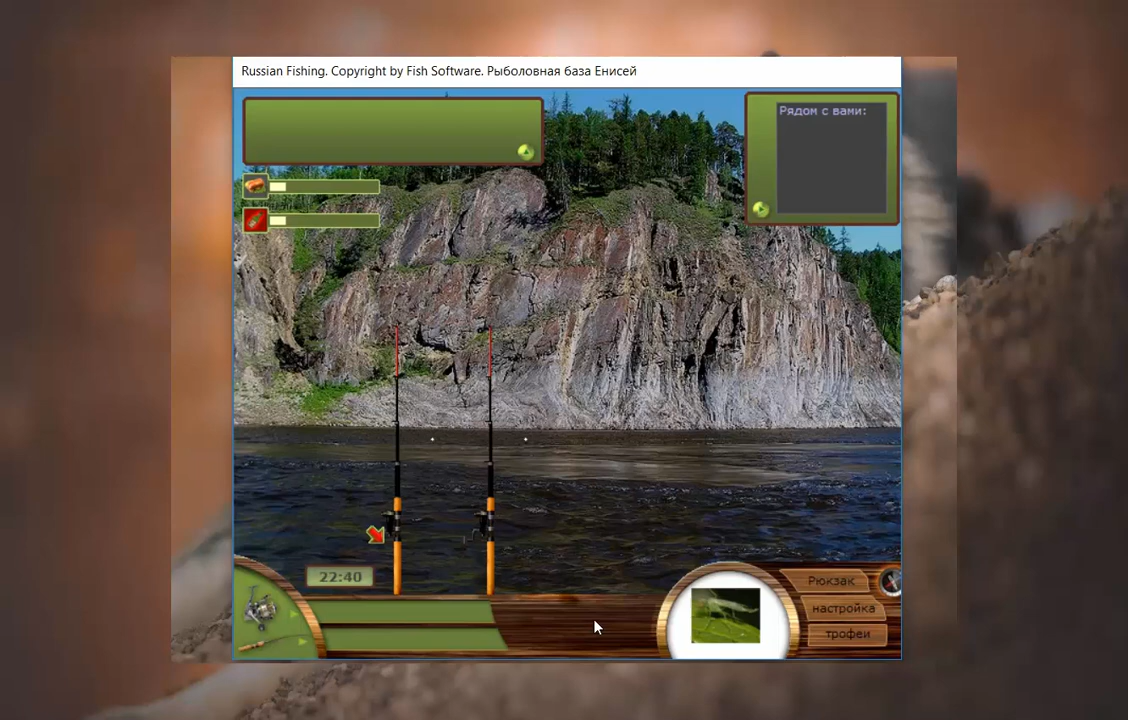 Russian Fishing. Copyright by Fish Software. Рыболовная база Енисей
Рядом с вами:
22:40
Рюкзак
настройка
трофеи